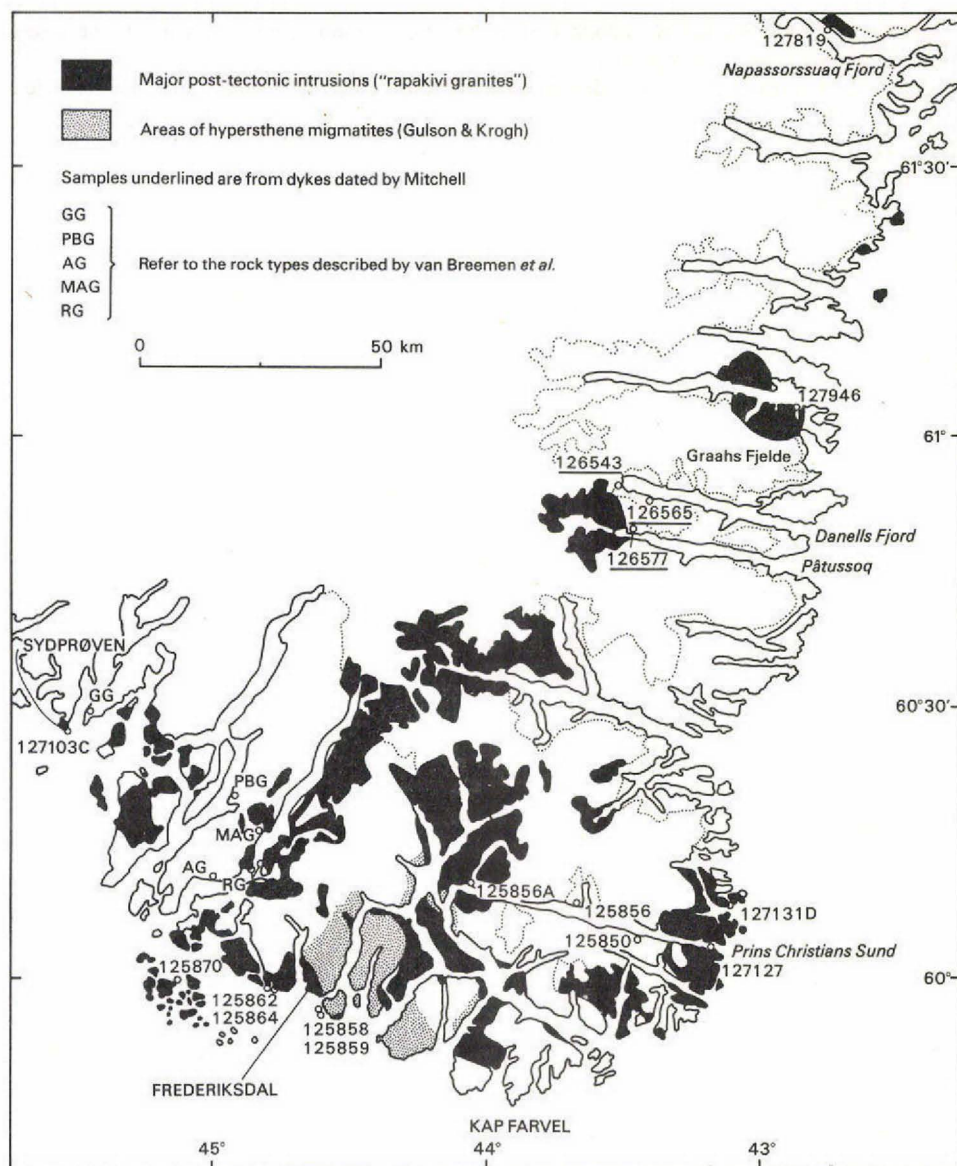 Major post-tectonic intrusions ("rapakivi granites")
Areas of hypersthene migmatites (Gulson & Krogh)
Samples underlined are from dykes dated by Mitchell
GG
PBG
AG
MAG
RG
Refer to the rock types described by van Breemen et al.
0 50 km
127819
Napassorssuaq Fjord
61°30'
127946
61°
Graahs Fjelde
126543
126565
Danells Fjord
126577
Pâtussoq
SYDPRØVEN
GG
60°30'
127103C
PBG
MAG
AG
RG
125856A
125856
127131D
125850
Prins Christians Sund
127127
125870
60°
125862
125864
125858
125859
FREDERIKSDAL
KAP FARVEL
45°
44°
43°